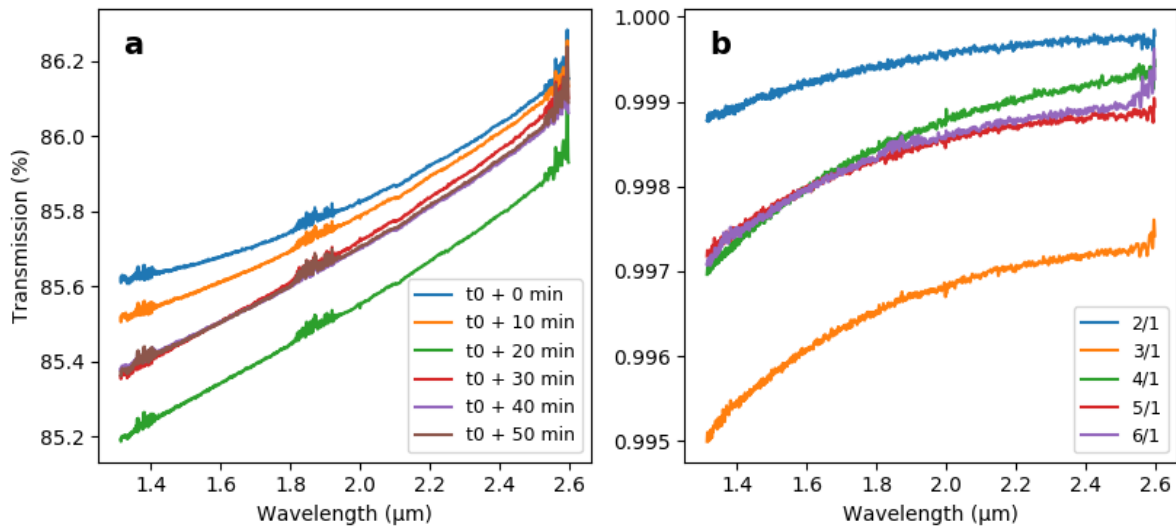 a
Transmission (%)
86.2
86.0
85.8
85.6
85.4
85.2
1.4 1.6 1.8 2.0 2.2 2.4 2.6
Wavelength (μm)
t0 + 0 min
t0 + 10 min
t0 + 20 min
t0 + 30 min
t0 + 40 min
t0 + 50 min
b
1.000
0.999
0.998
0.997
0.996
0.995
1.4 1.6 1.8 2.0 2.2 2.4 2.6
Wavelength (μm)
2/1
3/1
4/1
5/1
6/1